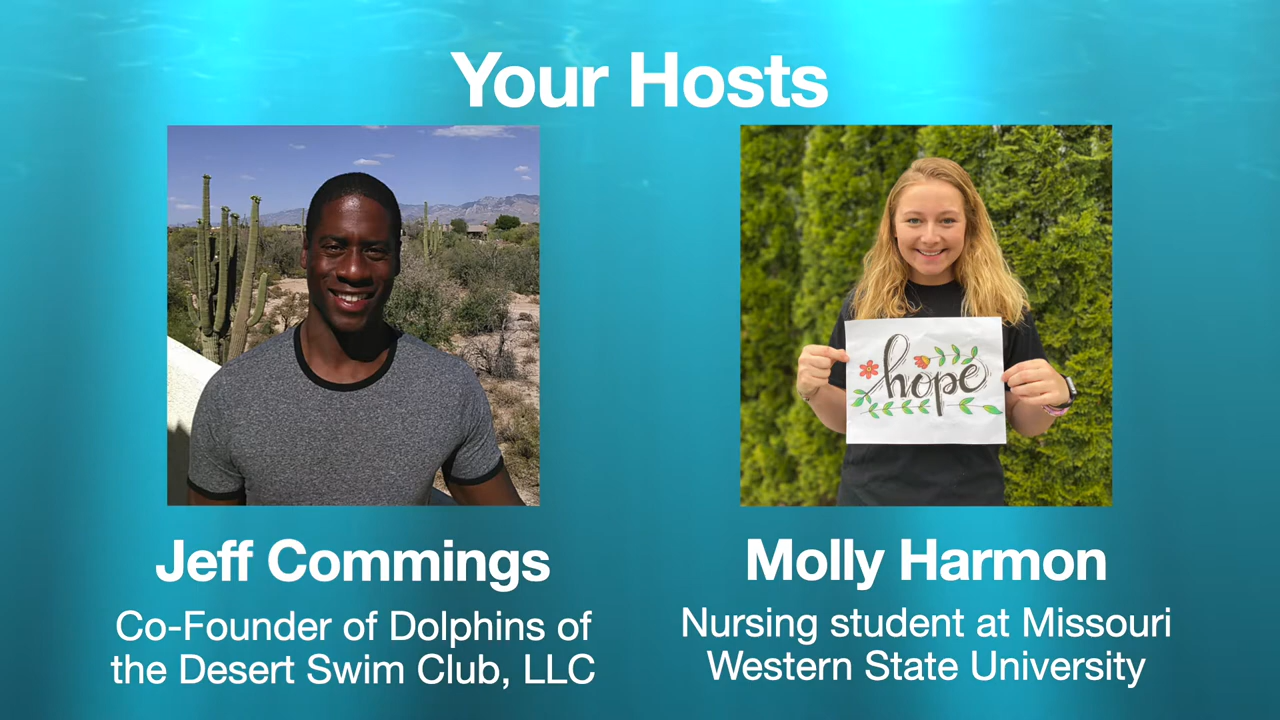 Your Hosts
hope
Jeff Commings
Co-Founder of Dolphins of
the Desert Swim Club, LLC
Molly Harmon
Nursing student at Missouri
Western State University